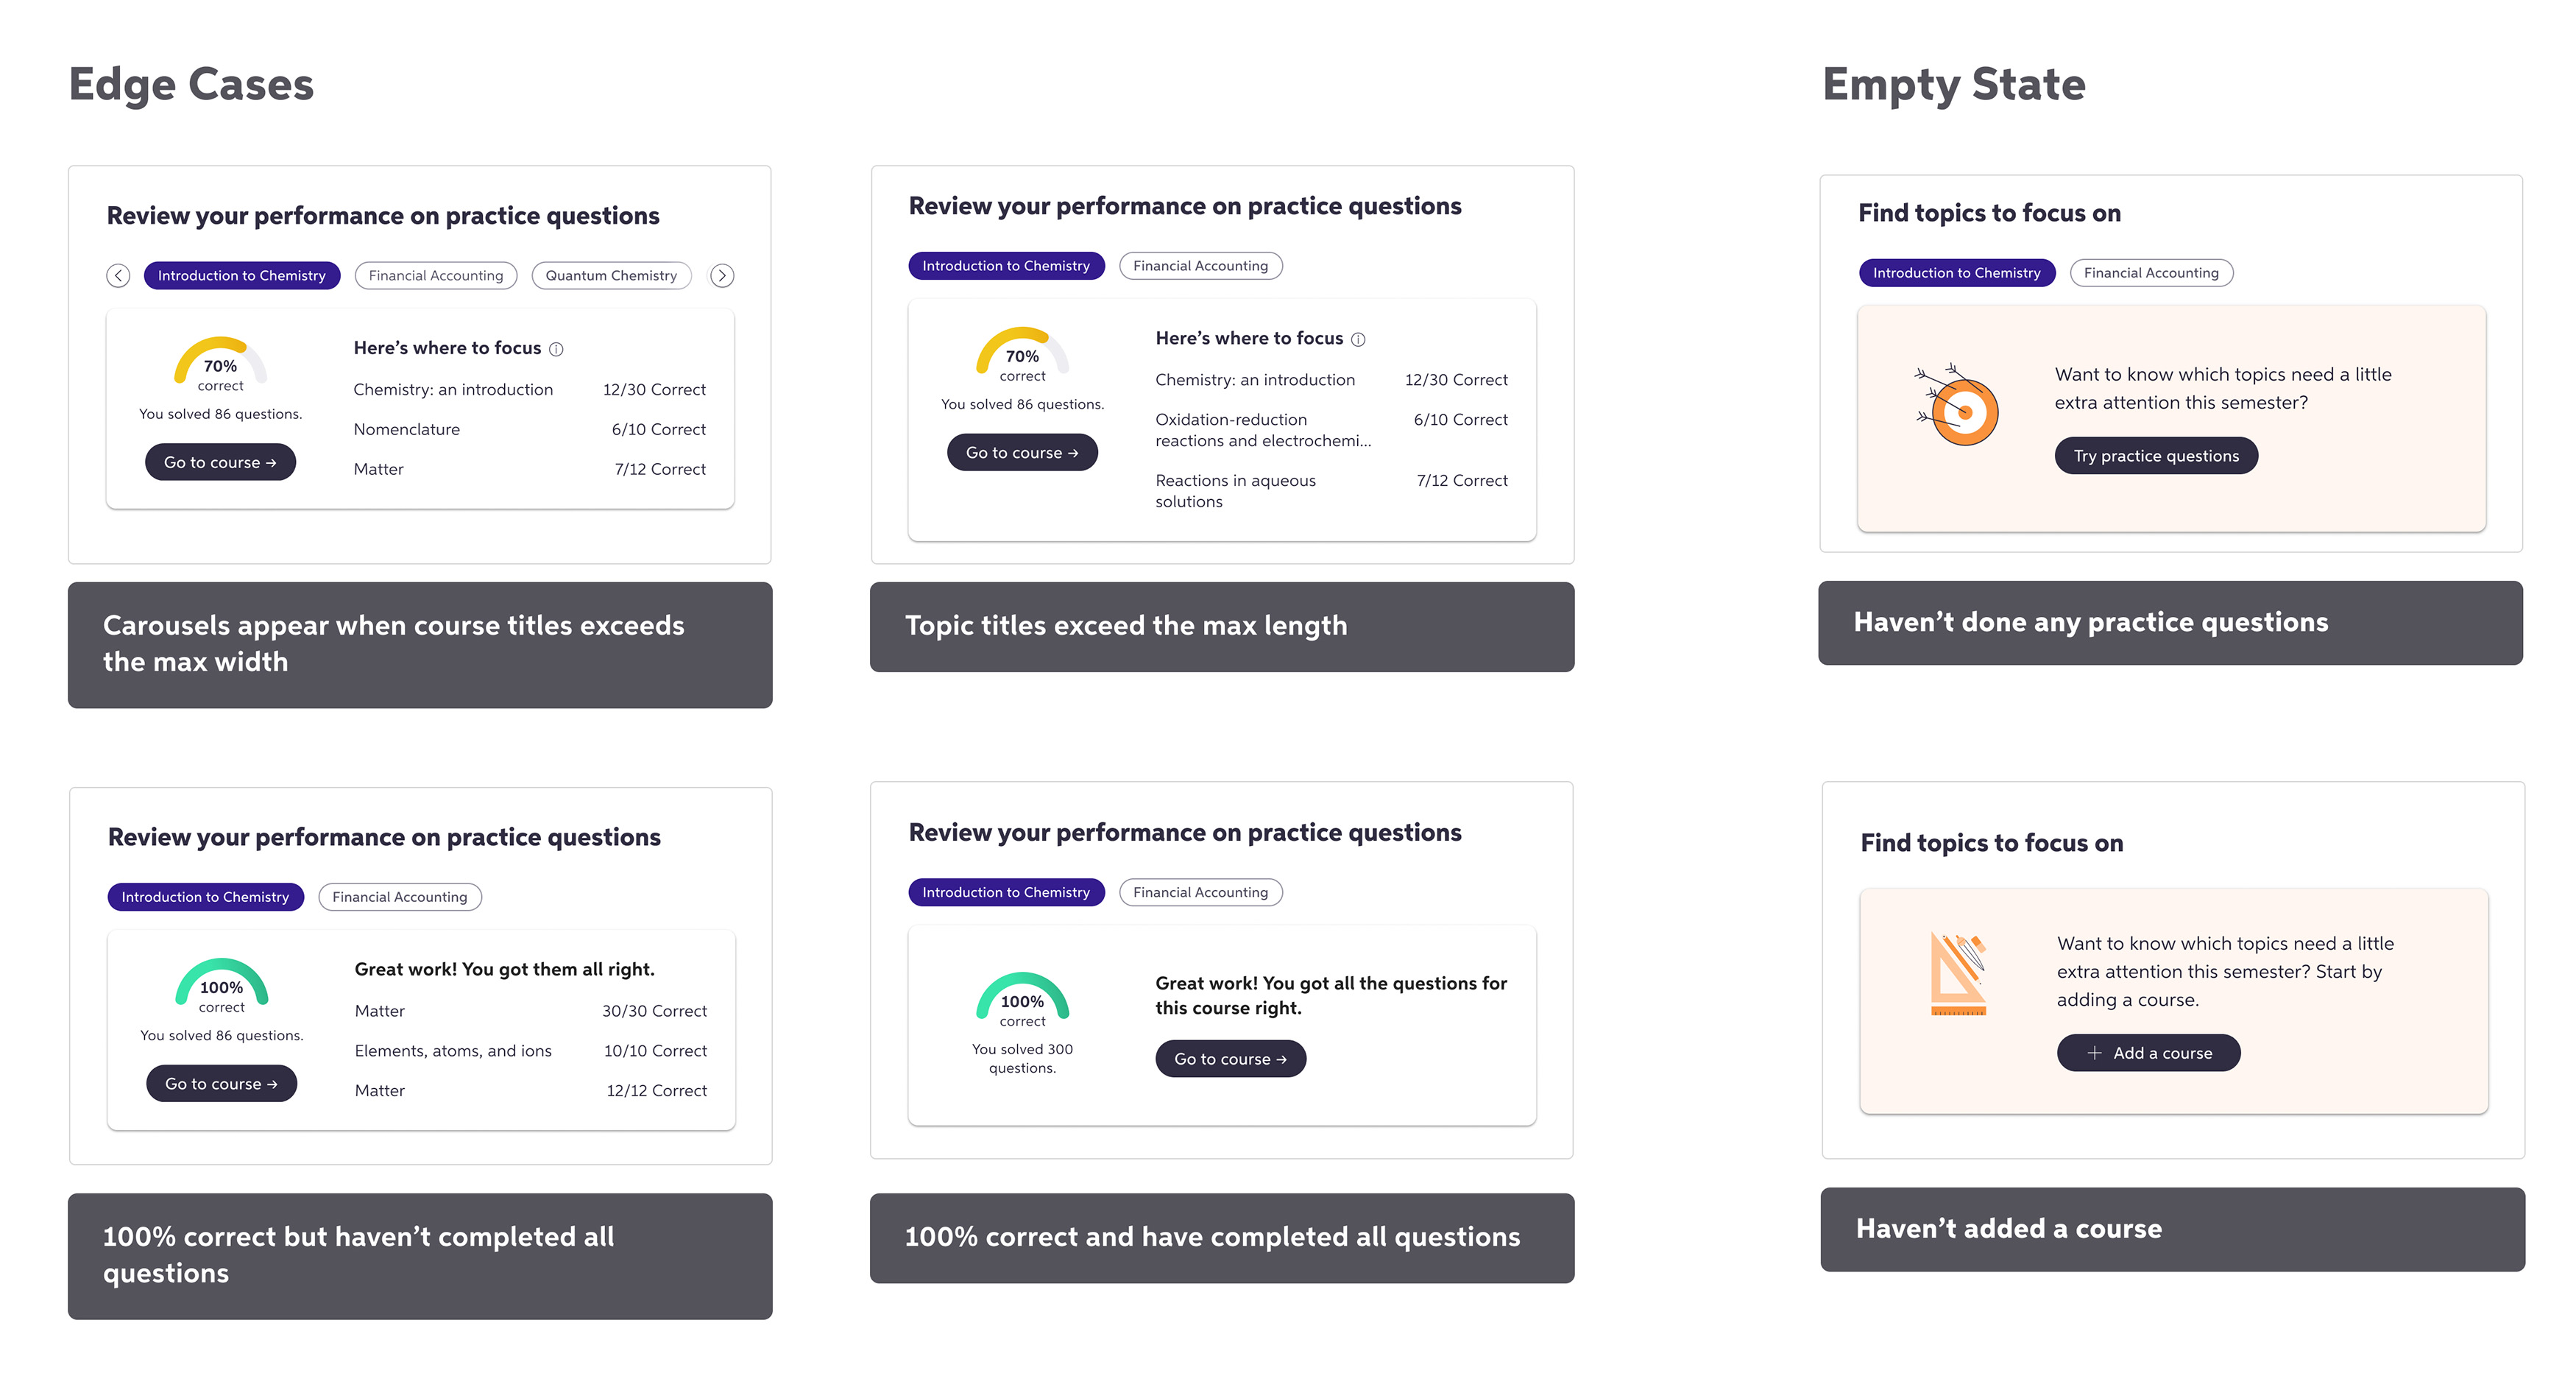 Edge Cases
Review your performance on practice questions
Introduction to Chemistry
Financial Accounting
Quantum Chemistry
70%
correct
You solved 86 questions.
Go to course →
Here’s where to focus
Chemistry: an introduction 12/30 Correct
Nomenclature 6/10 Correct
Matter 7/12 Correct
Carousels appear when course titles exceeds
the max width
Review your performance on practice questions
Introduction to Chemistry
Financial Accounting
70%
correct
You solved 86 questions.
Go to course →
Here’s where to focus
Chemistry: an introduction 12/30 Correct
Oxidation-reduction 6/10 Correct
reactions and electrochemi...
Reactions in aqueous 7/12 Correct
solutions
Topic titles exceed the max length
Review your performance on practice questions
Introduction to Chemistry
Financial Accounting
100%
correct
You solved 86 questions.
Go to course →
Great work! You got them all right.
Matter 30/30 Correct
Elements, atoms, and ions 10/10 Correct
Matter 12/12 Correct
100% correct but haven’t completed all
questions
Review your performance on practice questions
Introduction to Chemistry
Financial Accounting
100%
correct
You solved 300
questions.
Great work! You got all the questions for
this course right.
Go to course →
100% correct and have completed all questions
Empty State
Find topics to focus on
Introduction to Chemistry
Financial Accounting
Want to know which topics need a little
extra attention this semester?
Try practice questions
Haven’t done any practice questions
Find topics to focus on
Want to know which topics need a little
extra attention this semester? Start by
adding a course.
+ Add a course
Haven’t added a course